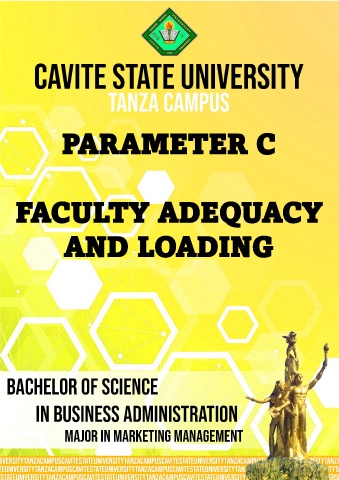 CAVITE STATE UNIVERSITY
TANZA CAMPUS
PARAMETER C
FACULTY ADEQUACY
AND LOADING
BACHELOR OF SCIENCE
IN BUSINESS ADMINISTRATION
MAJOR IN MARKETING MANAGEMENT
IVERSITYTANZACAMPUSCAVITESTATEUNIVERSITYTANZACAMPUSCAVITESTATEUNIVERSITYTANZA